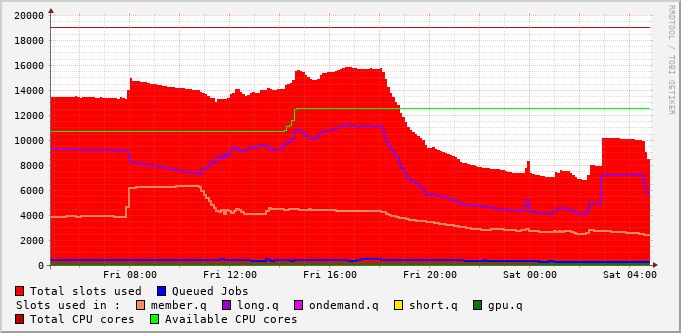 20000
18000
16000
14000
12000
10000
8000
6000
4000
2000
0
Fri 08:00 Fri 12:00 Fri 16:00 Fri 20:00 Sat 00:00 Sat 04:00
Total slots used Queued Jobs
Slots used in : member.q long.q ondemand.q short.q gpu.q
Total CPU cores Available CPU cores
RRDTOOL / TOBI OETIKER